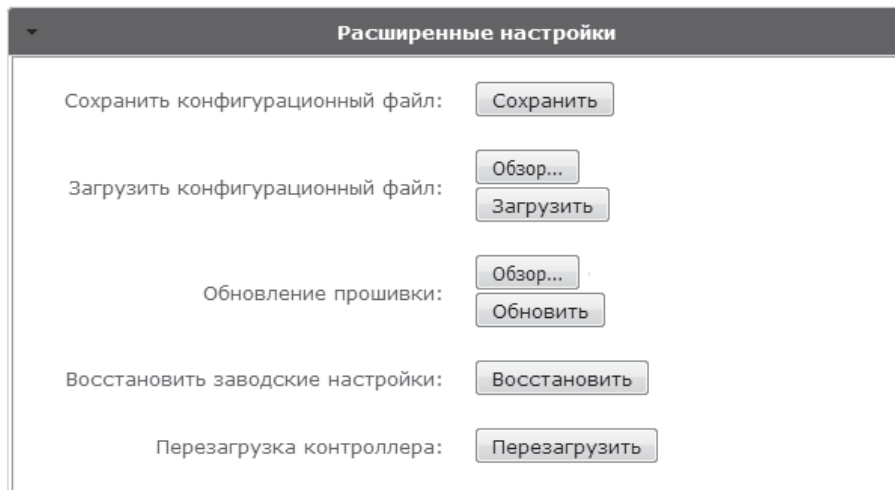 Расширенные настройки
Сохранить конфигурационный файл: Сохранить
Загрузить конфигурационный файл: Обзор...
Загрузить
Обновление прошивки: Обзор...
Обновить
Восстановить заводские настройки: Восстановить
Перезагрузка контроллера: Перезагрузить